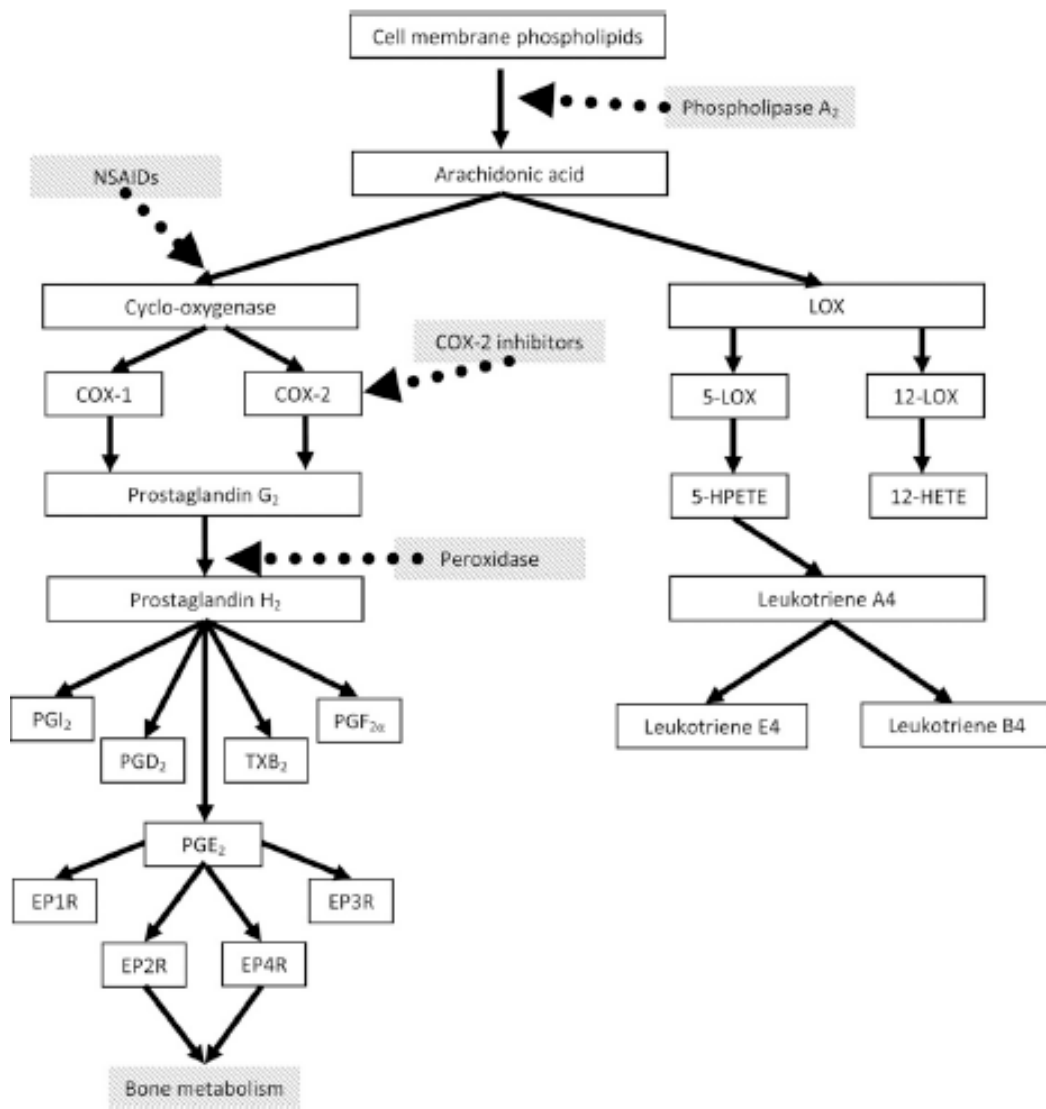 Cell membrane phospholipids
Phospholipase A₂
NSAIDs
Arachidonic acid
Cyclo-oxygenase
LOX
COX-2 inhibitors
COX-1
COX-2
5-LOX
12-LOX
Prostaglandin G₂
5-HPETE
12-HETE
Peroxidase
Prostaglandin H₂
Leukotriene A4
PGI₂
PGF₂α
PGD₂
TXB₂
Leukotriene E4
Leukotriene B4
PGE₂
EP1R
EP3R
EP2R
EP4R
Bone metabolism